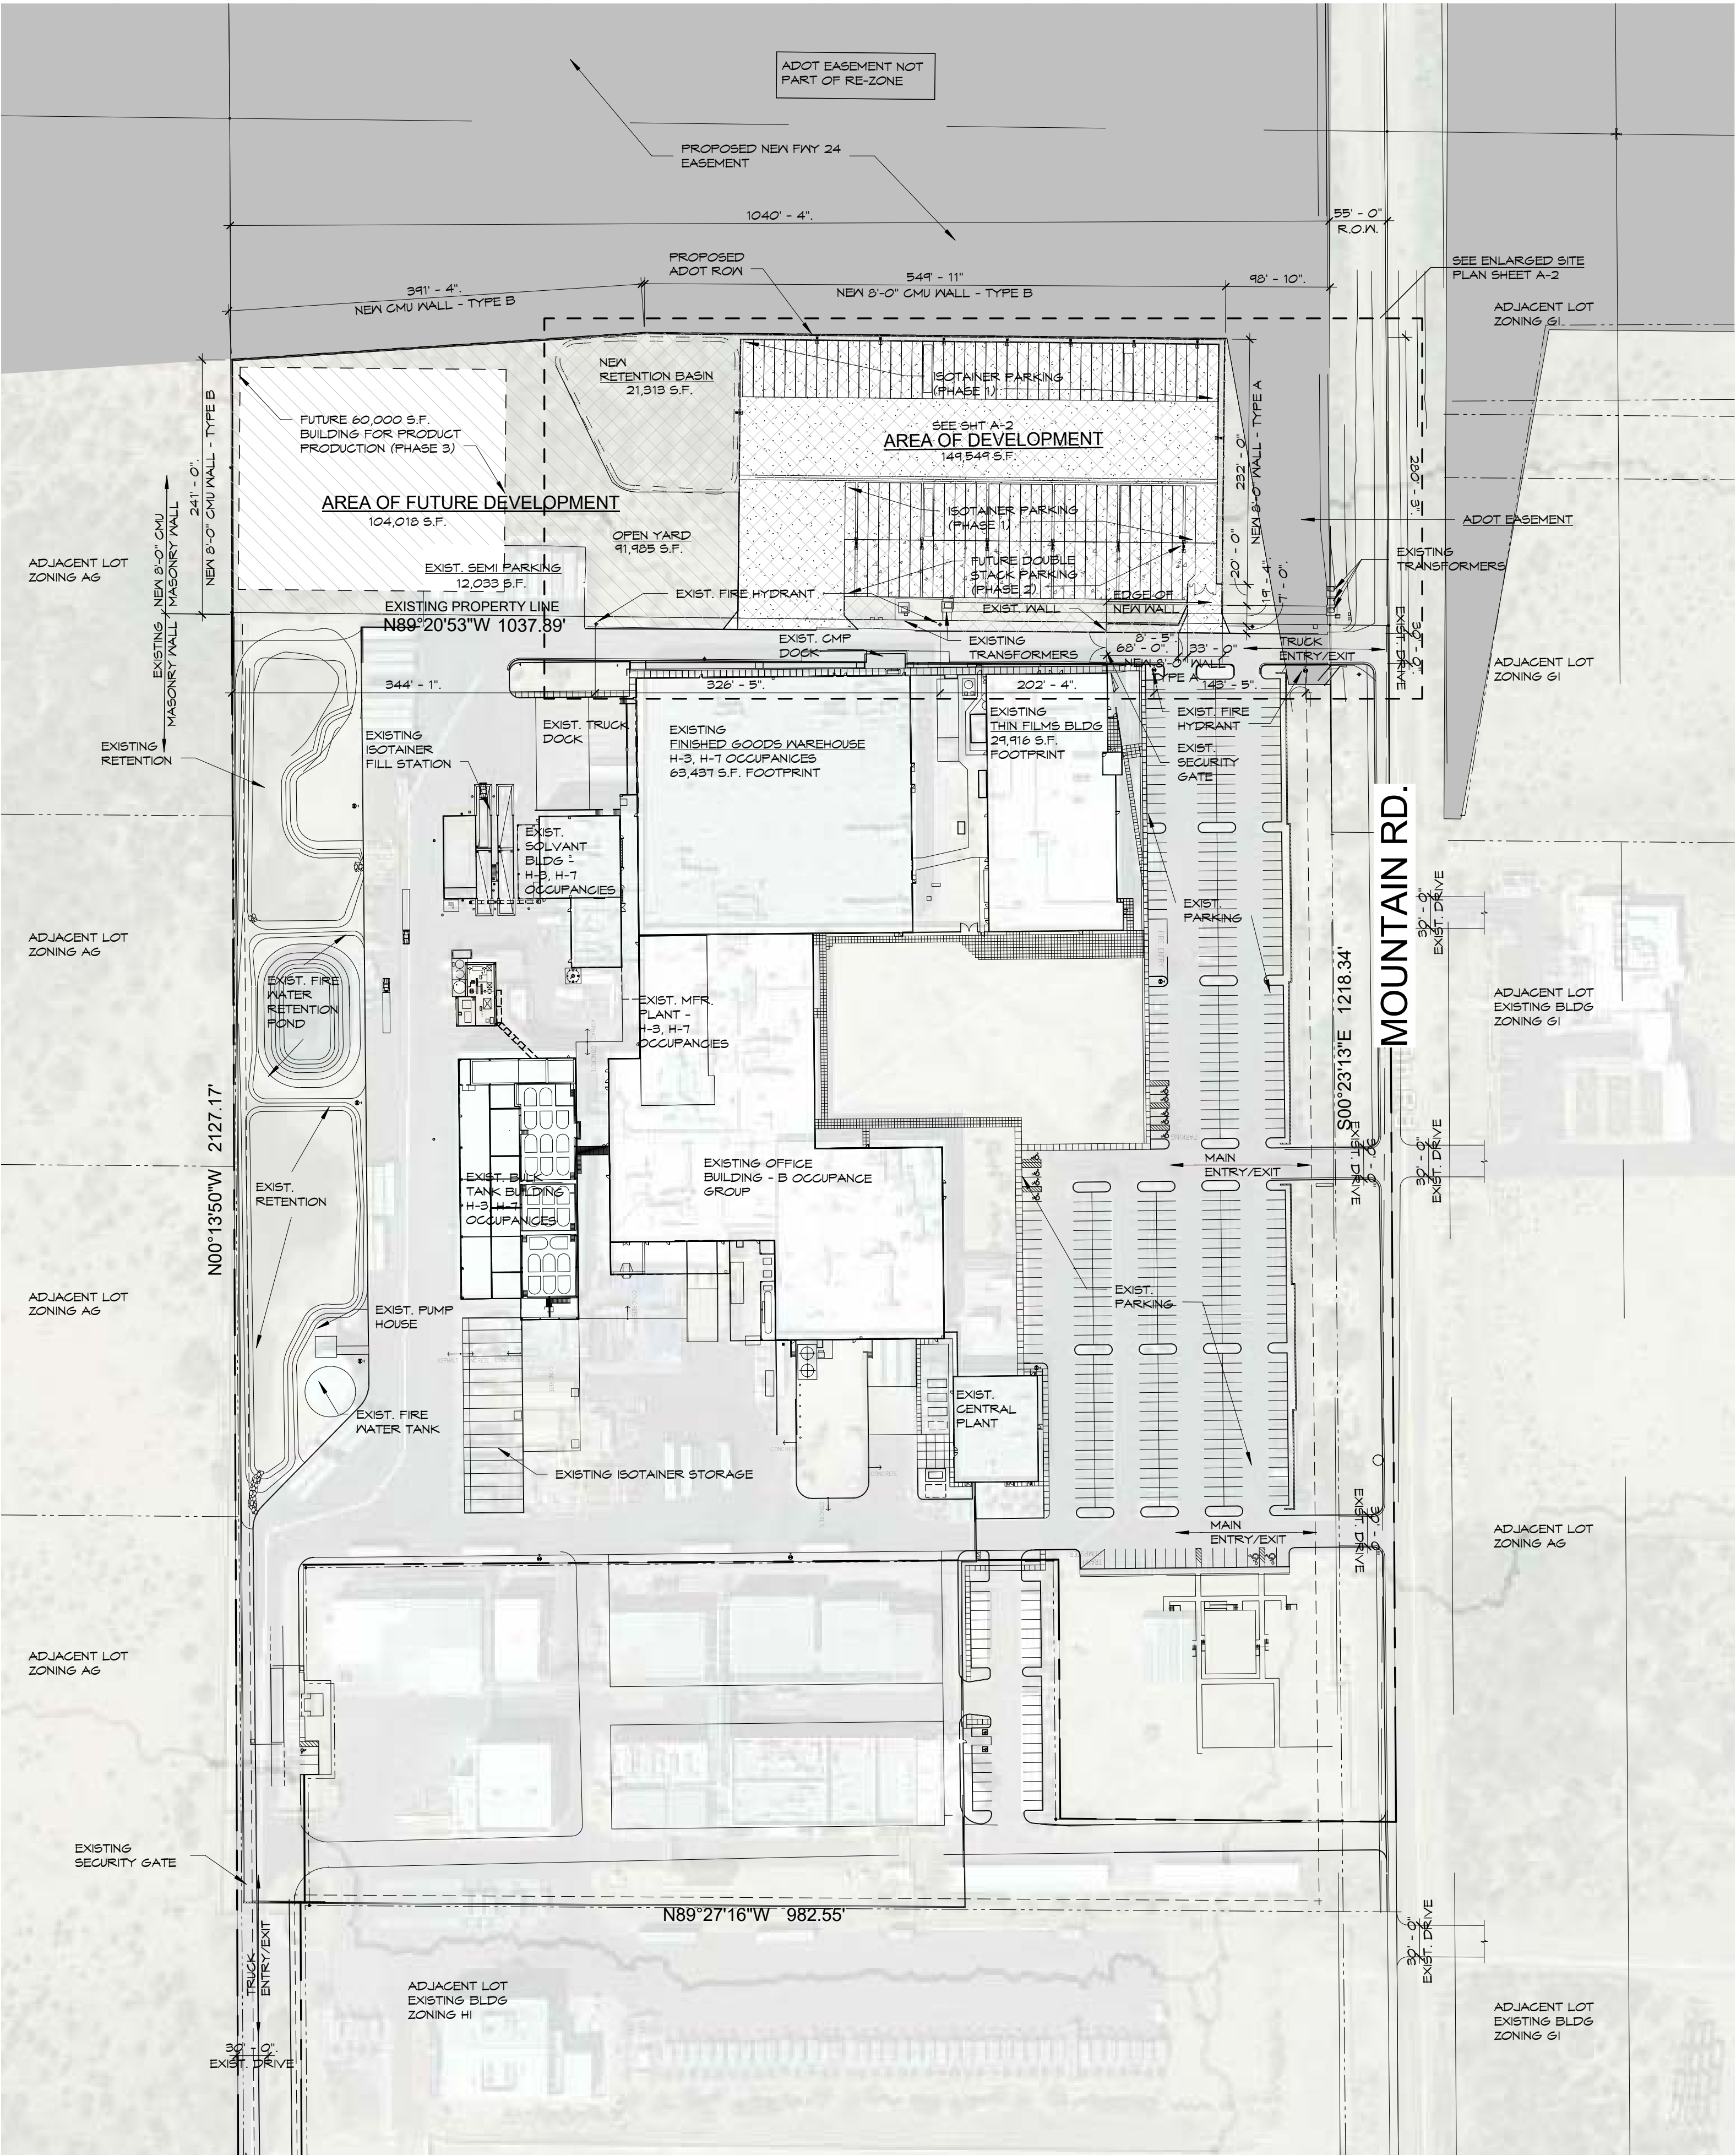 ADOT EASEMENT NOT
PART OF RE-ZONE
PROPOSED NEW FWY 24
EASEMENT
1040' - 4".
55' - 0"
R.O.W.
PROPOSED
ADOT ROW
SEE ENLARGED SITE
PLAN SHEET A-2
391' - 4".
NEW CMU WALL - TYPE B
549' - 11"
NEW 8'-0" CMU WALL - TYPE B
98' - 10".
ADJACENT LOT
ZONING GI
NEW
RETENTION BASIN
21,313 S.F.
ISOTAINER PARKING
(PHASE 1)
FUTURE 60,000 S.F.
BUILDING FOR PRODUCT
PRODUCTION (PHASE 3)
SEE SHT A-2
AREA OF DEVELOPMENT
149,549 S.F.
241' - 0".
NEW 8'-0" CMU WALL - TYPE B
232' - 0"
NEW 8'-0" WALL - TYPE A
280' - 3".
AREA OF FUTURE DEVELOPMENT
104,018 S.F.
ISOTAINER PARKING
(PHASE 1)
ADOT EASEMENT
OPEN YARD
91,985 S.F.
EXISTING
MASONRY WALL
NEW 8'-0" CMU
MASONRY WALL
ADJACENT LOT
ZONING AG
EXIST. SEMI PARKING
12,033 S.F.
FUTURE DOUBLE
STACK PARKING
(PHASE 2)
20' - 0"
19' - 4".
7' - 0".
EXISTING
TRANSFORMERS
EXIST. FIRE HYDRANT
EDGE OF
NEW WALL
EXIST. WALL
EXISTING PROPERTY LINE
N89°20'53"W 1037.89'
EXIST. CMP
DOCK
EXISTING
TRANSFORMERS
8' - 5".
68' - 0".
33' - 0"
NEW 8'-0" WALL
TYPE A
TRUCK
ENTRY/EXIT
30' - 0".
EXIST. DRIVE
ADJACENT LOT
ZONING GI
344' - 1".
326' - 5".
202' - 4".
143' - 5".
EXISTING
RETENTION
EXISTING
ISOTAINER
FILL STATION
EXIST. TRUCK
DOCK
EXISTING
FINISHED GOODS WAREHOUSE
H-3, H-7 OCCUPANICES
63,437 S.F. FOOTPRINT
EXISTING
THIN FILMS BLDG
29,916 S.F.
FOOTPRINT
EXIST. FIRE
HYDRANT
EXIST.
SECURITY
GATE
MOUNTAIN RD.
EXIST.
SOLVANT
BLDG -
H-3, H-7
OCCUPANCIES
EXIST.
PARKING
30' - 0"
EXIST. DRIVE
ADJACENT LOT
ZONING AG
EXIST. FIRE
WATER
RETENTION
POND
EXIST. MFR.
PLANT -
H-3, H-7
OCCUPANCIES
S00°23'13"E 1218.34'
ADJACENT LOT
EXISTING BLDG
ZONING GI
N00°13'50"W 2127.17'
EXIST.
RETENTION
EXIST. BULK
TANK BUILDING
H-3, H-7
OCCUPANICES
EXISTING OFFICE
BUILDING - B OCCUPANCE
GROUP
MAIN
ENTRY/EXIT
30' - 0"
EXIST. DRIVE
30' - 0"
EXIST. DRIVE
ADJACENT LOT
ZONING AG
EXIST. PUMP
HOUSE
EXIST.
PARKING
ASPHALT
CONCRETE
EXIST. FIRE
WATER TANK
EXIST.
CENTRAL
PLANT
CONCRETE
CONCRETE
EXISTING ISOTAINER STORAGE
MAIN
ENTRY/EXIT
30' - 0"
EXIST. DRIVE
ADJACENT LOT
ZONING AG
ADJACENT LOT
ZONING AG
EXISTING
SECURITY GATE
N89°27'16"W 982.55'
TRUCK
ENTRY/EXIT
30' - 0"
EXIST. DRIVE
ADJACENT LOT
EXISTING BLDG
ZONING HI
ADJACENT LOT
EXISTING BLDG
ZONING GI
30' - 0".
EXIST. DRIVE